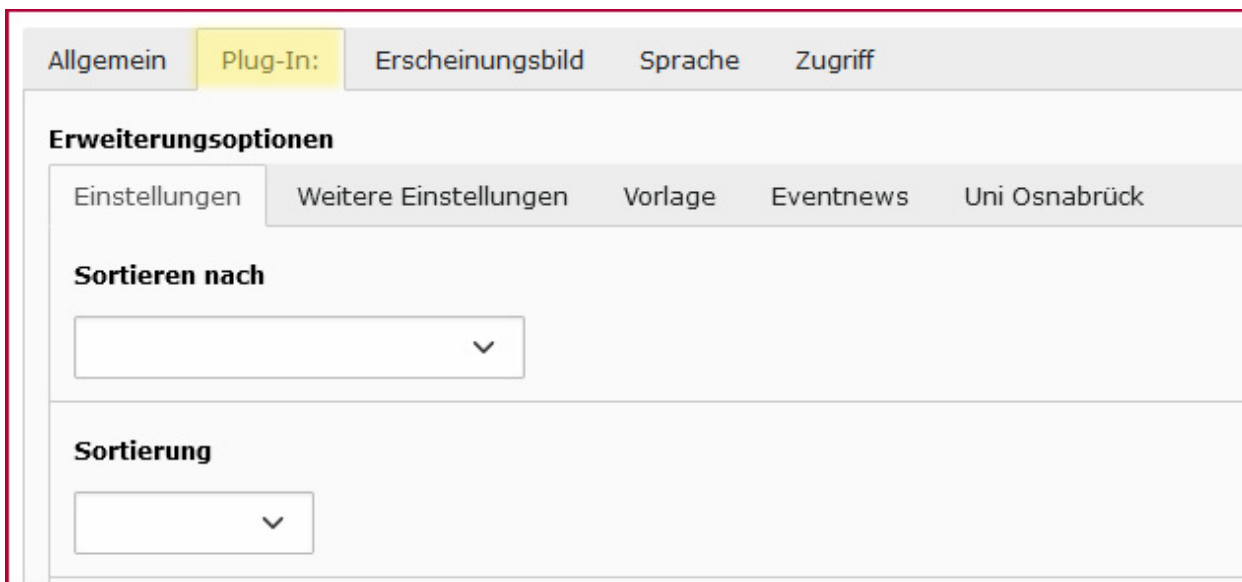 Allgemein Plug-In: Erscheinungsbild Sprache Zugriff
Erweiterungsoptionen
Einstellungen Weitere Einstellungen Vorlage Eventnews Uni Osnabrück
Sortieren nach
Sortierung